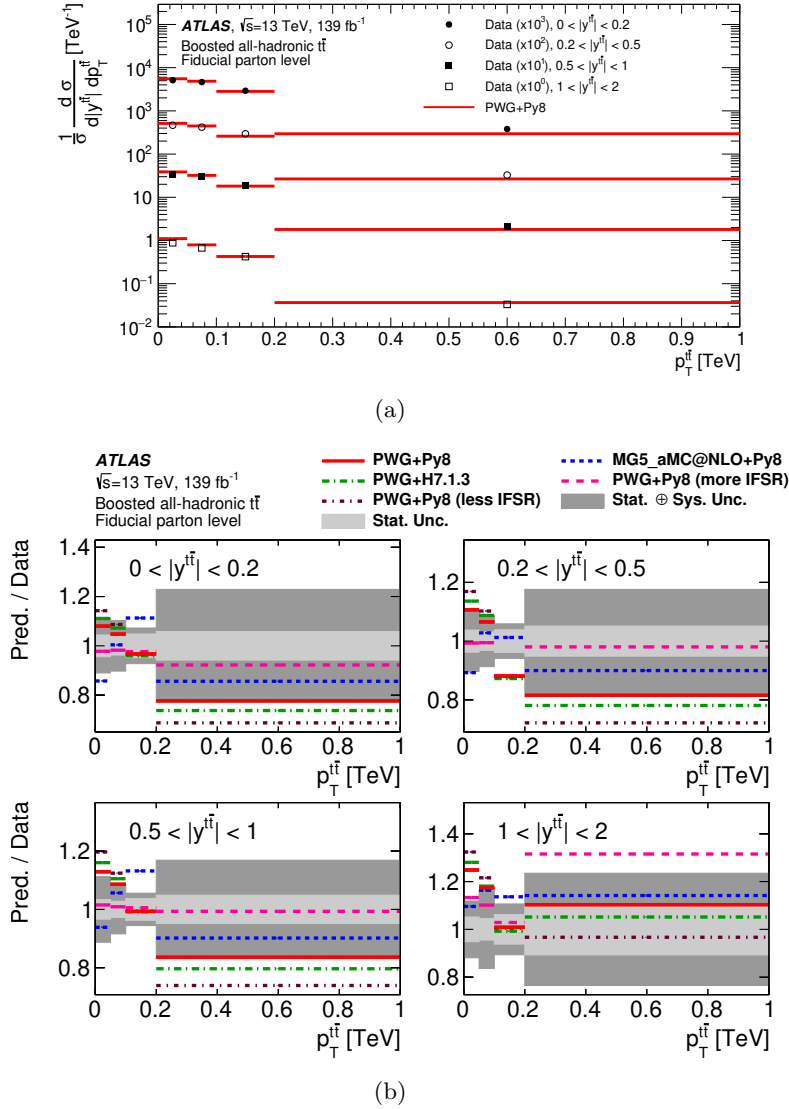 ATLAS, √s=13 TeV, 139 fb⁻¹
Boosted all-hadronic tt̄
Fiducial parton level
Data (x10³), 0 < |y^{tt̄}| < 0.2
Data (x10²), 0.2 < |y^{tt̄}| < 0.5
Data (x10¹), 0.5 < |y^{tt̄}| < 1
Data (x10⁰), 1 < |y^{tt̄}| < 2
PWG+Py8
1/σ d σ / d|y^{tt̄}| dp_T^{tt̄} [TeV⁻¹]
10⁵
10⁴
10³
10²
10
1
10⁻¹
10⁻²
0 0.1 0.2 0.3 0.4 0.5 0.6 0.7 0.8 0.9 1
p_T^{tt̄} [TeV]
(a)
ATLAS
√s=13 TeV, 139 fb⁻¹
Boosted all-hadronic tt̄
Fiducial parton level
PWG+Py8
PWG+H7.1.3
PWG+Py8 (less IFSR)
Stat. Unc.
MG5_aMC@NLO+Py8
PWG+Py8 (more IFSR)
Stat. ⊕ Sys. Unc.
Pred. / Data
0 < |y^{tt̄}| < 0.2
1.4
1.2
1
0.8
0 0.2 0.4 0.6 0.8 1
p_T^{tt̄} [TeV]
Pred. / Data
0.2 < |y^{tt̄}| < 0.5
1.2
1
0.8
0 0.2 0.4 0.6 0.8 1
p_T^{tt̄} [TeV]
Pred. / Data
0.5 < |y^{tt̄}| < 1
1.2
1
0.8
0 0.2 0.4 0.6 0.8 1
p_T^{tt̄} [TeV]
1 < |y^{tt̄}| < 2
1.4
1.2
1
0.8
0 0.2 0.4 0.6 0.8 1
p_T^{tt̄} [TeV]
(b)